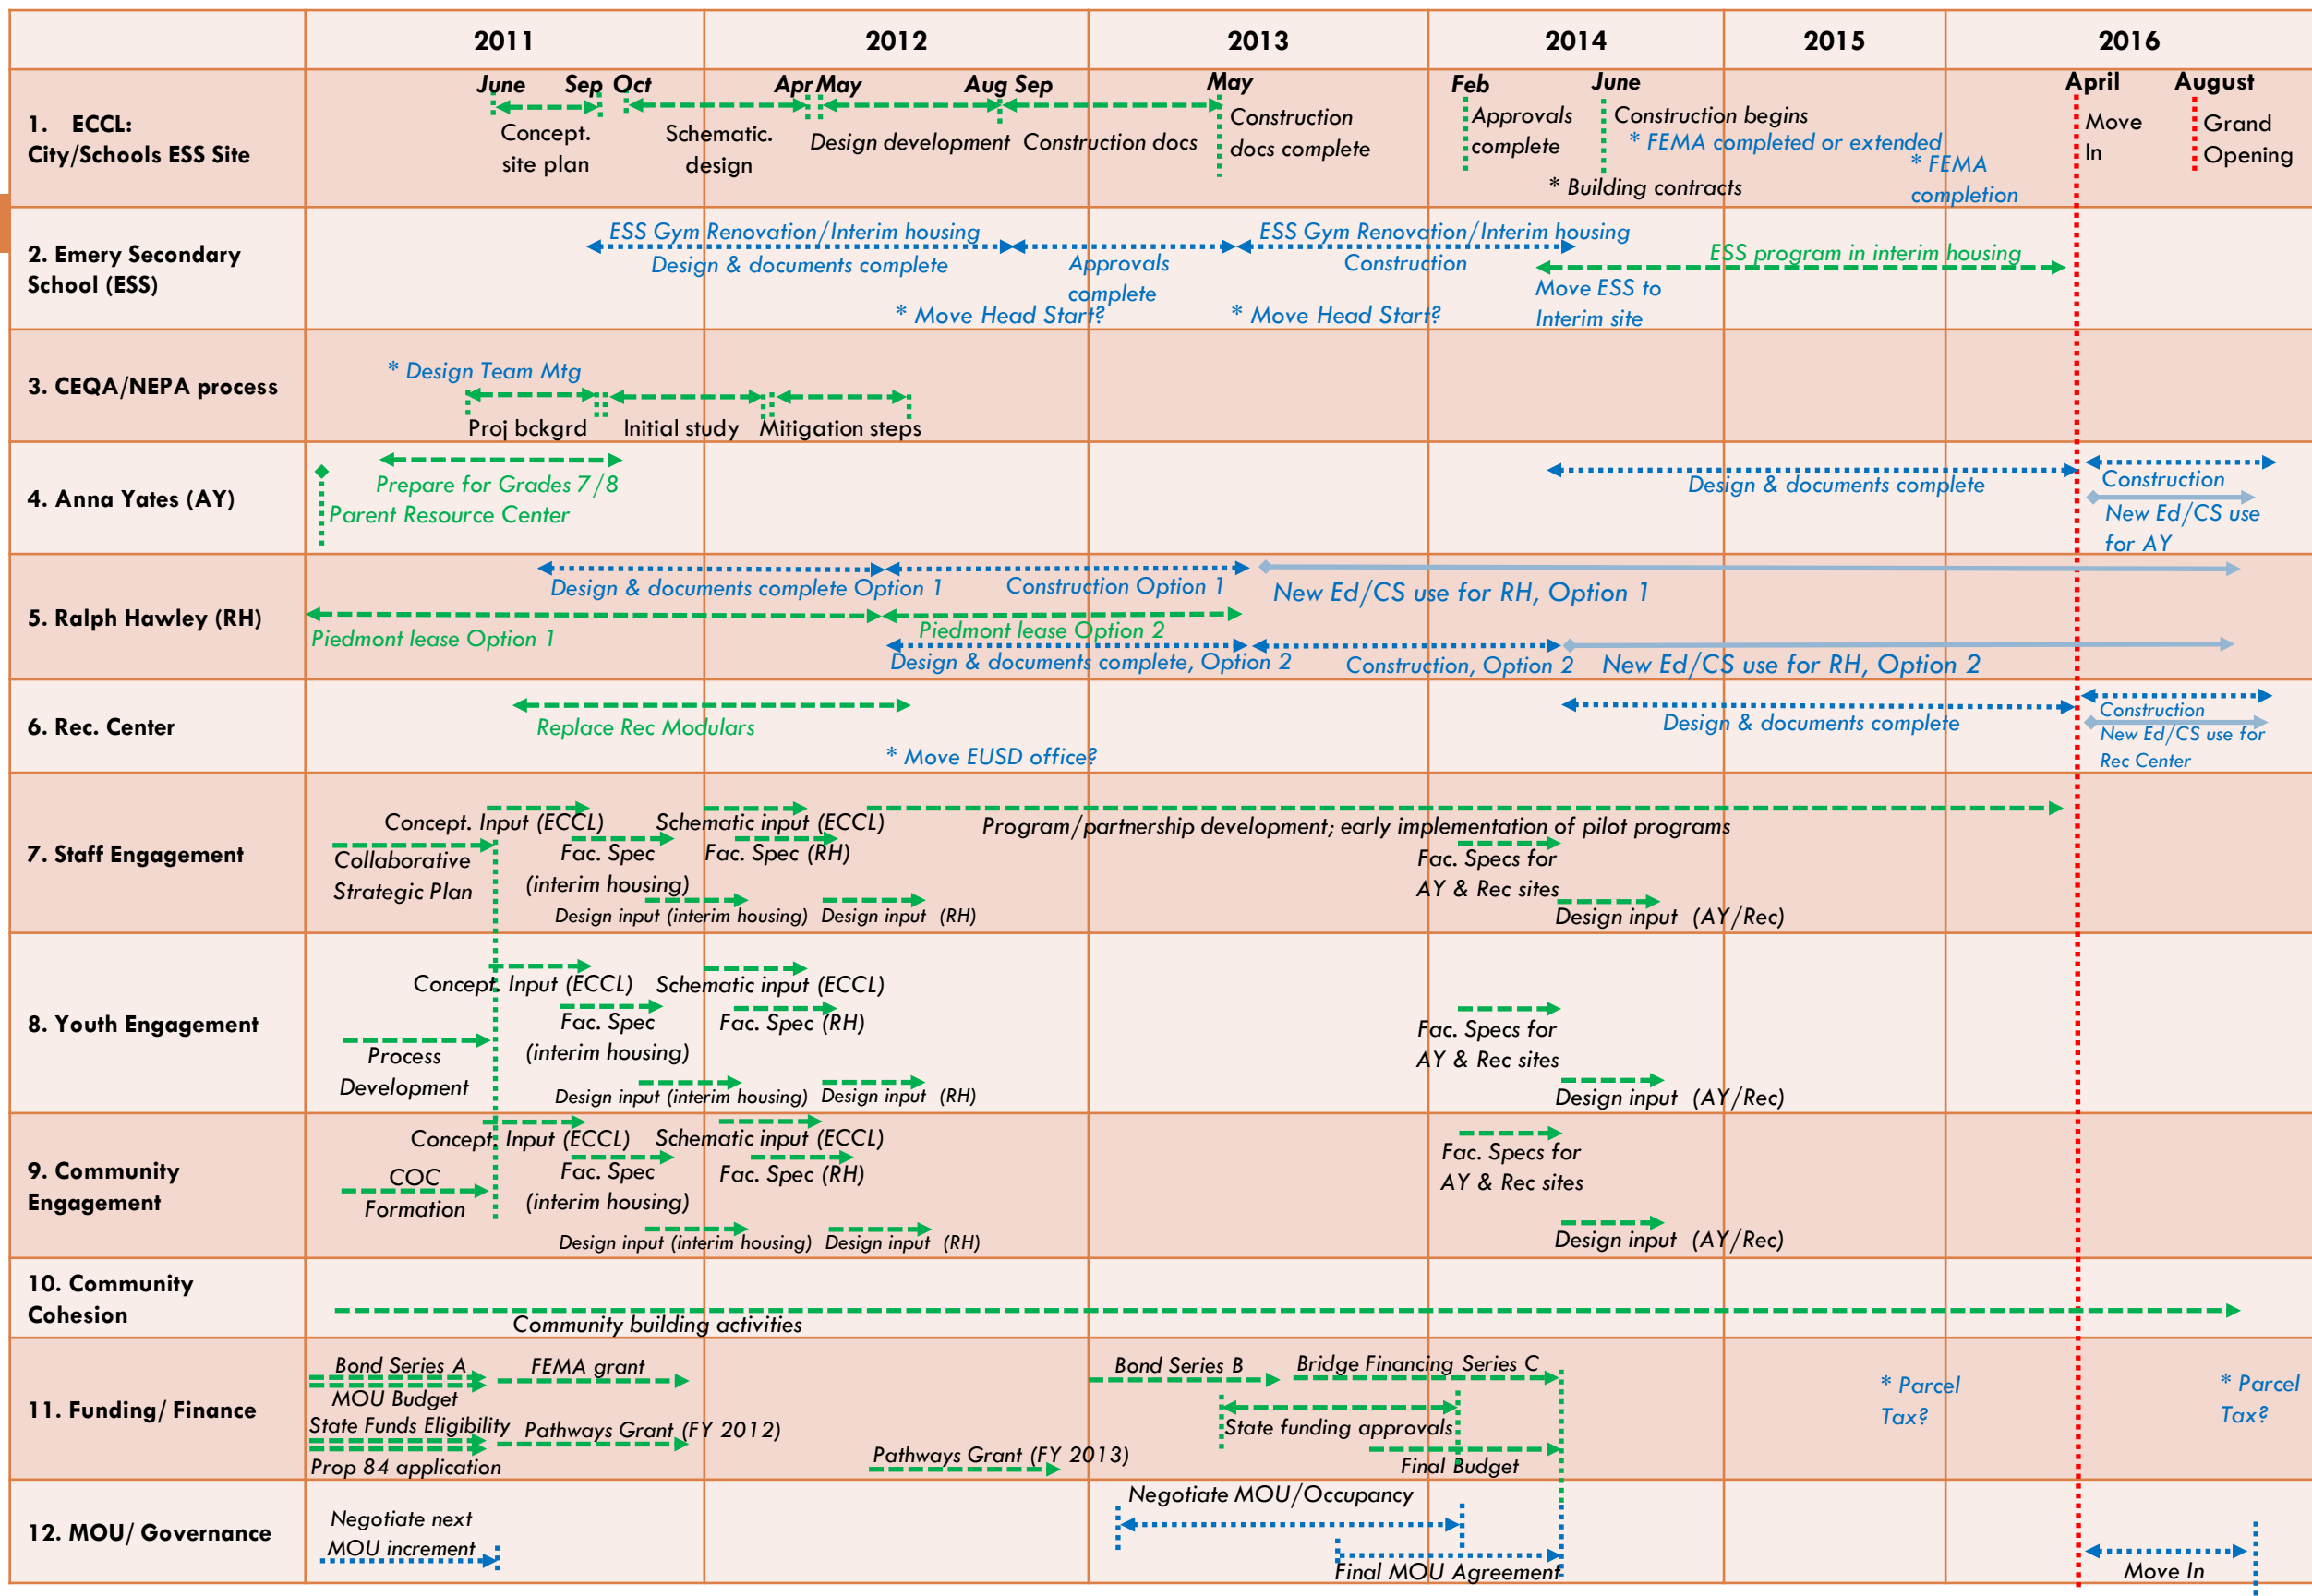 2011 2012 2013 2014 2015 2016
1. ECCL:
City/Schools ESS Site
June Sep Oct Apr May Aug Sep May Feb June April August
Concept.
site plan
Schematic.
design
Design development
Construction docs
Construction
docs complete
Approvals
complete
Construction begins
* FEMA completed or extended
* FEMA
completion
* Building contracts
Move
In
Grand
Opening
2. Emery Secondary
School (ESS)
ESS Gym Renovation/Interim housing
Design & documents complete
Approvals
complete
* Move Head Start?
ESS Gym Renovation/Interim housing
Construction
* Move Head Start?
ESS program in interim housing
Move ESS to
Interim site
3. CEQA/NEPA process
* Design Team Mtg
Proj bckgrd
Initial study
Mitigation steps
4. Anna Yates (AY)
Prepare for Grades 7/8
Parent Resource Center
Design & documents complete
Construction
New Ed/CS use
for AY
5. Ralph Hawley (RH)
Design & documents complete Option 1
Construction Option 1
New Ed/CS use for RH, Option 1
Piedmont lease Option 1
Piedmont lease Option 2
Design & documents complete, Option 2
Construction, Option 2
New Ed/CS use for RH, Option 2
6. Rec. Center
Replace Rec Modulars
* Move EUSD office?
Design & documents complete
Construction
New Ed/CS use for
Rec Center
7. Staff Engagement
Concept. Input (ECCL)
Schematic input (ECCL)
Program/partnership development; early implementation of pilot programs
Collaborative
Strategic Plan
Fac. Spec
(interim housing)
Fac. Spec (RH)
Fac. Specs for
AY & Rec sites
Design input (interim housing)
Design input (RH)
Design input (AY/Rec)
8. Youth Engagement
Concept. Input (ECCL)
Schematic input (ECCL)
Fac. Spec
(interim housing)
Fac. Spec (RH)
Fac. Specs for
AY & Rec sites
Process
Development
Design input (interim housing)
Design input (RH)
Design input (AY/Rec)
9. Community
Engagement
Concept. Input (ECCL)
Schematic input (ECCL)
Fac. Spec
(interim housing)
Fac. Spec (RH)
Fac. Specs for
AY & Rec sites
COC
Formation
Design input (interim housing)
Design input (RH)
Design input (AY/Rec)
10. Community
Cohesion
Community building activities
11. Funding/ Finance
Bond Series A
MOU Budget
FEMA grant
Bond Series B
Bridge Financing Series C
* Parcel
Tax?
* Parcel
Tax?
State Funds Eligibility
Prop 84 application
Pathways Grant (FY 2012)
Pathways Grant (FY 2013)
State funding approvals
Final Budget
12. MOU/ Governance
Negotiate next
MOU increment
Negotiate MOU/Occupancy
Final MOU Agreement
Move In